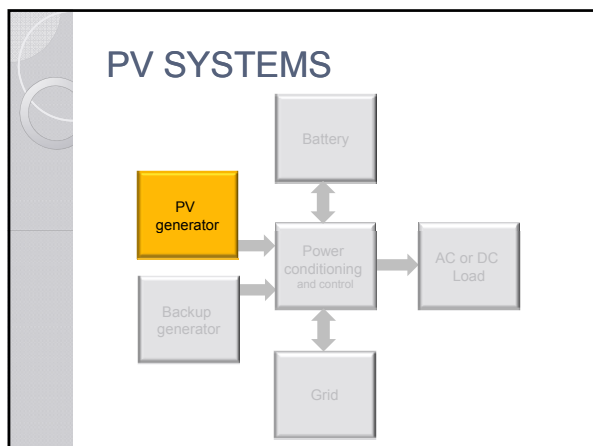 PV SYSTEMS
Battery
PV
generator
Power
conditioning
and control
AC or DC
Load
Backup
generator
Grid